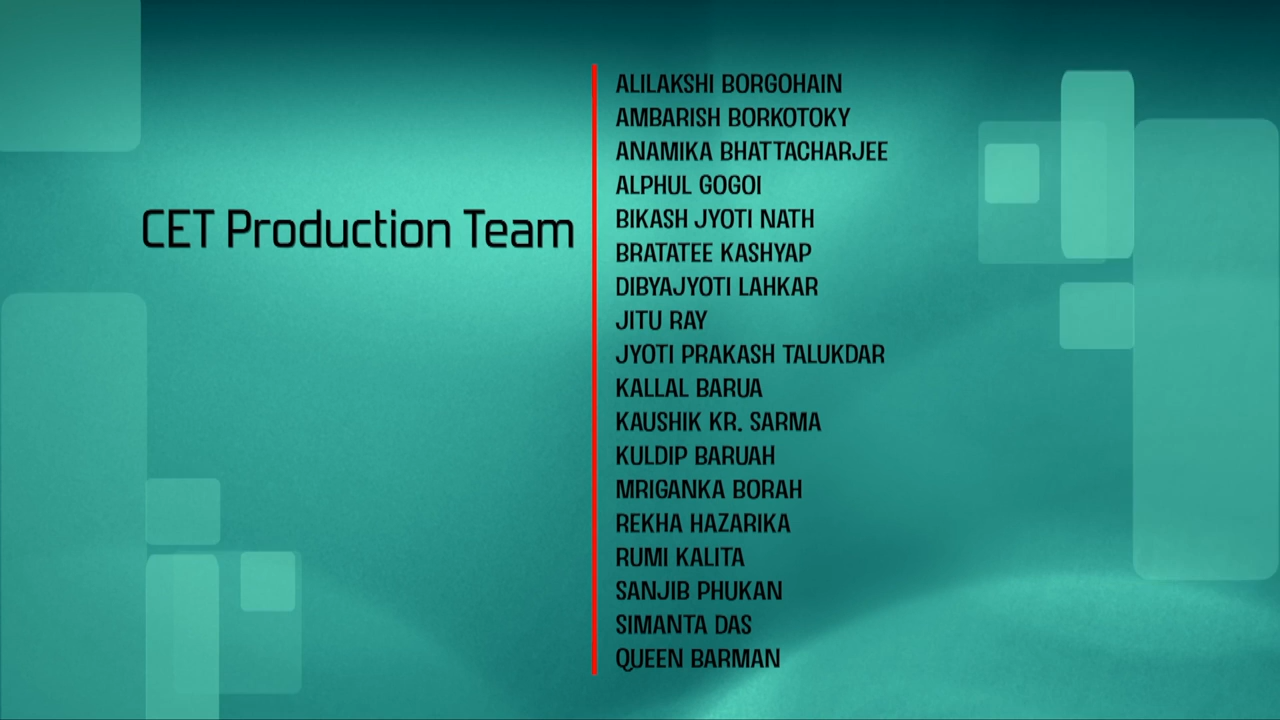 CET Production Team
ALILAKSHI BORGOHAIN
AMBARISH BORKOTOKY
ANAMIKA BHATTACHARJEE
ALPHUL GOGOI
BIKASH JYOTI NATH
BRATATEE KASHYAP
DIBYAJYOTI LAHKAR
JITU RAY
JYOTI PRAKASH TALUKDAR
KALLAL BARUA
KAUSHIK KR. SARMA
KULDIP BARUAH
MRIGANKA BORAH
REKHA HAZARIKA
RUMI KALITA
SANJIB PHUKAN
SIMANTA DAS
QUEEN BARMAN